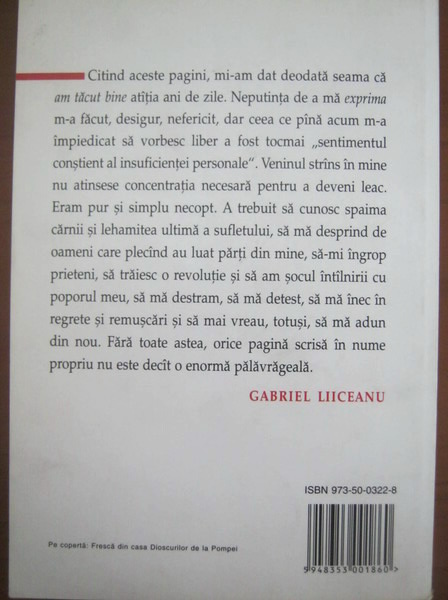 Citind aceste pagini, mi-am dat deodată seama că
am tăcut bine atîția ani de zile. Neputința de a mă exprima
m-a făcut, desigur, nefericit, dar ceea ce pînă acum m-a
împiedicat să vorbesc liber a fost tocmai „sentimentul
conștient al insuficienței personale“. Veninul strîns în mine
nu atinsese concentrația necesară pentru a deveni leac.
Eram pur și simplu necopt. A trebuit să cunosc spaima
cărnii și lehamitea ultimă a sufletului, să mă desprind de
oameni care plecînd au luat părți din mine, să-mi îngrop
prieteni, să trăiesc o revoluție și să am șocul întîlnirii cu
poporul meu, să mă destram, să mă detest, să mă înec în
regrete și remușcări și să mai vreau, totuși, să mă adun
din nou. Fără toate astea, orice pagină scrisă în nume
propriu nu este decît o enormă pălăvrăgeală.
GABRIEL LIICEANU
ISBN 973-50-0322-8
Pe copertă: Frescă din casa Dioscurilor de la Pompei
9 948353 001860 >